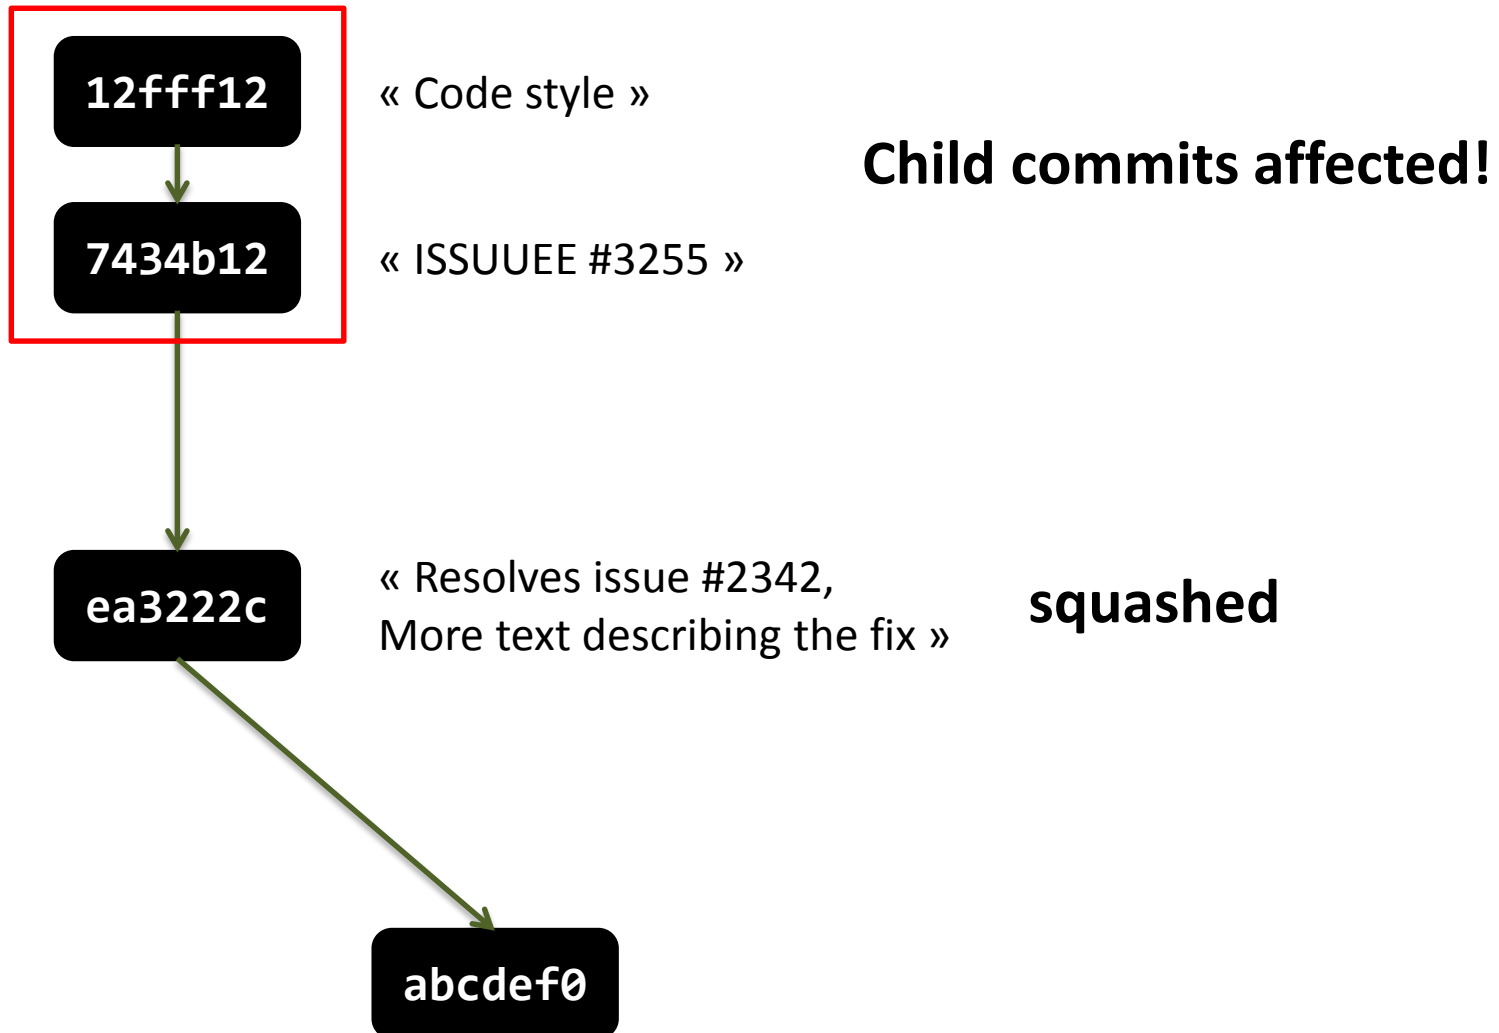 12fff12
« Code style »
Child commits affected!
7434b12
« ISSUUEE #3255 »
ea3222c
« Resolves issue #2342,
More text describing the fix »
squashed
abcdef0